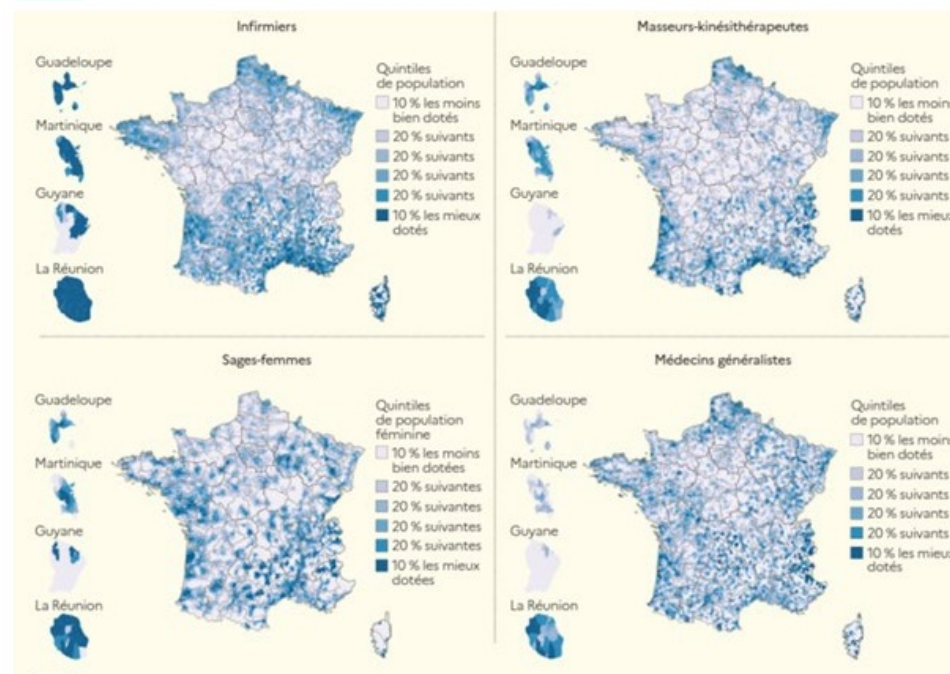 Infirmiers
Guadeloupe
Martinique
Guyane
La Réunion
Quintiles
de population
10 % les moins
bien dotés
20 % suivants
20 % suivants
20 % suivants
20 % suivants
10 % les mieux
dotés
Masseurs-kinésithérapeutes
Guadeloupe
Martinique
Guyane
La Réunion
Quintiles
de population
10 % les moins
bien dotés
20 % suivants
20 % suivants
20 % suivants
20 % suivants
10 % les mieux
dotés
Sages-femmes
Guadeloupe
Martinique
Guyane
La Réunion
Quintiles
de population
féminine
10 % les moins
bien dotées
20 % suivantes
20 % suivantes
20 % suivantes
20 % suivantes
10 % les mieux
dotées
Médecins généralistes
Guadeloupe
Martinique
Guyane
La Réunion
Quintiles
de population
10 % les moins
bien dotés
20 % suivants
20 % suivants
20 % suivants
20 % suivants
10 % les mieux
dotés